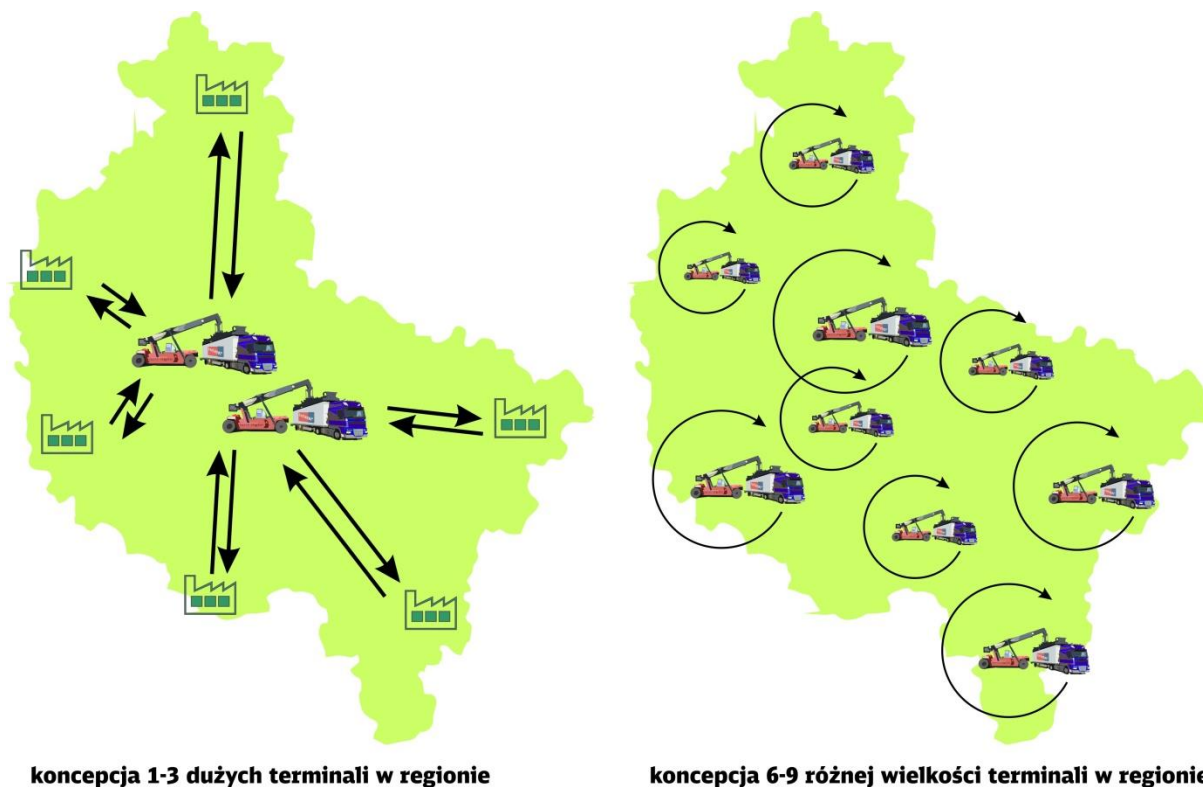 koncepcja 1-3 dużych terminali w regionie
koncepcja 6-9 różnej wielkości terminali w regionie